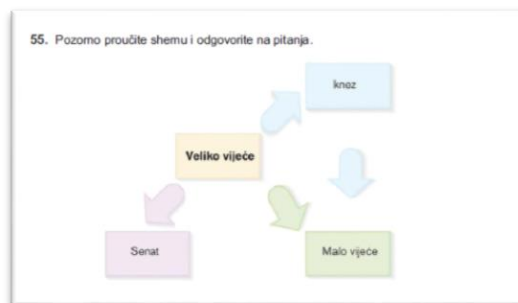 55. Pozorno proučite shemu i odgovorite na pitanja.
knez
Veliko vijeće
Senat
Malo vijeće